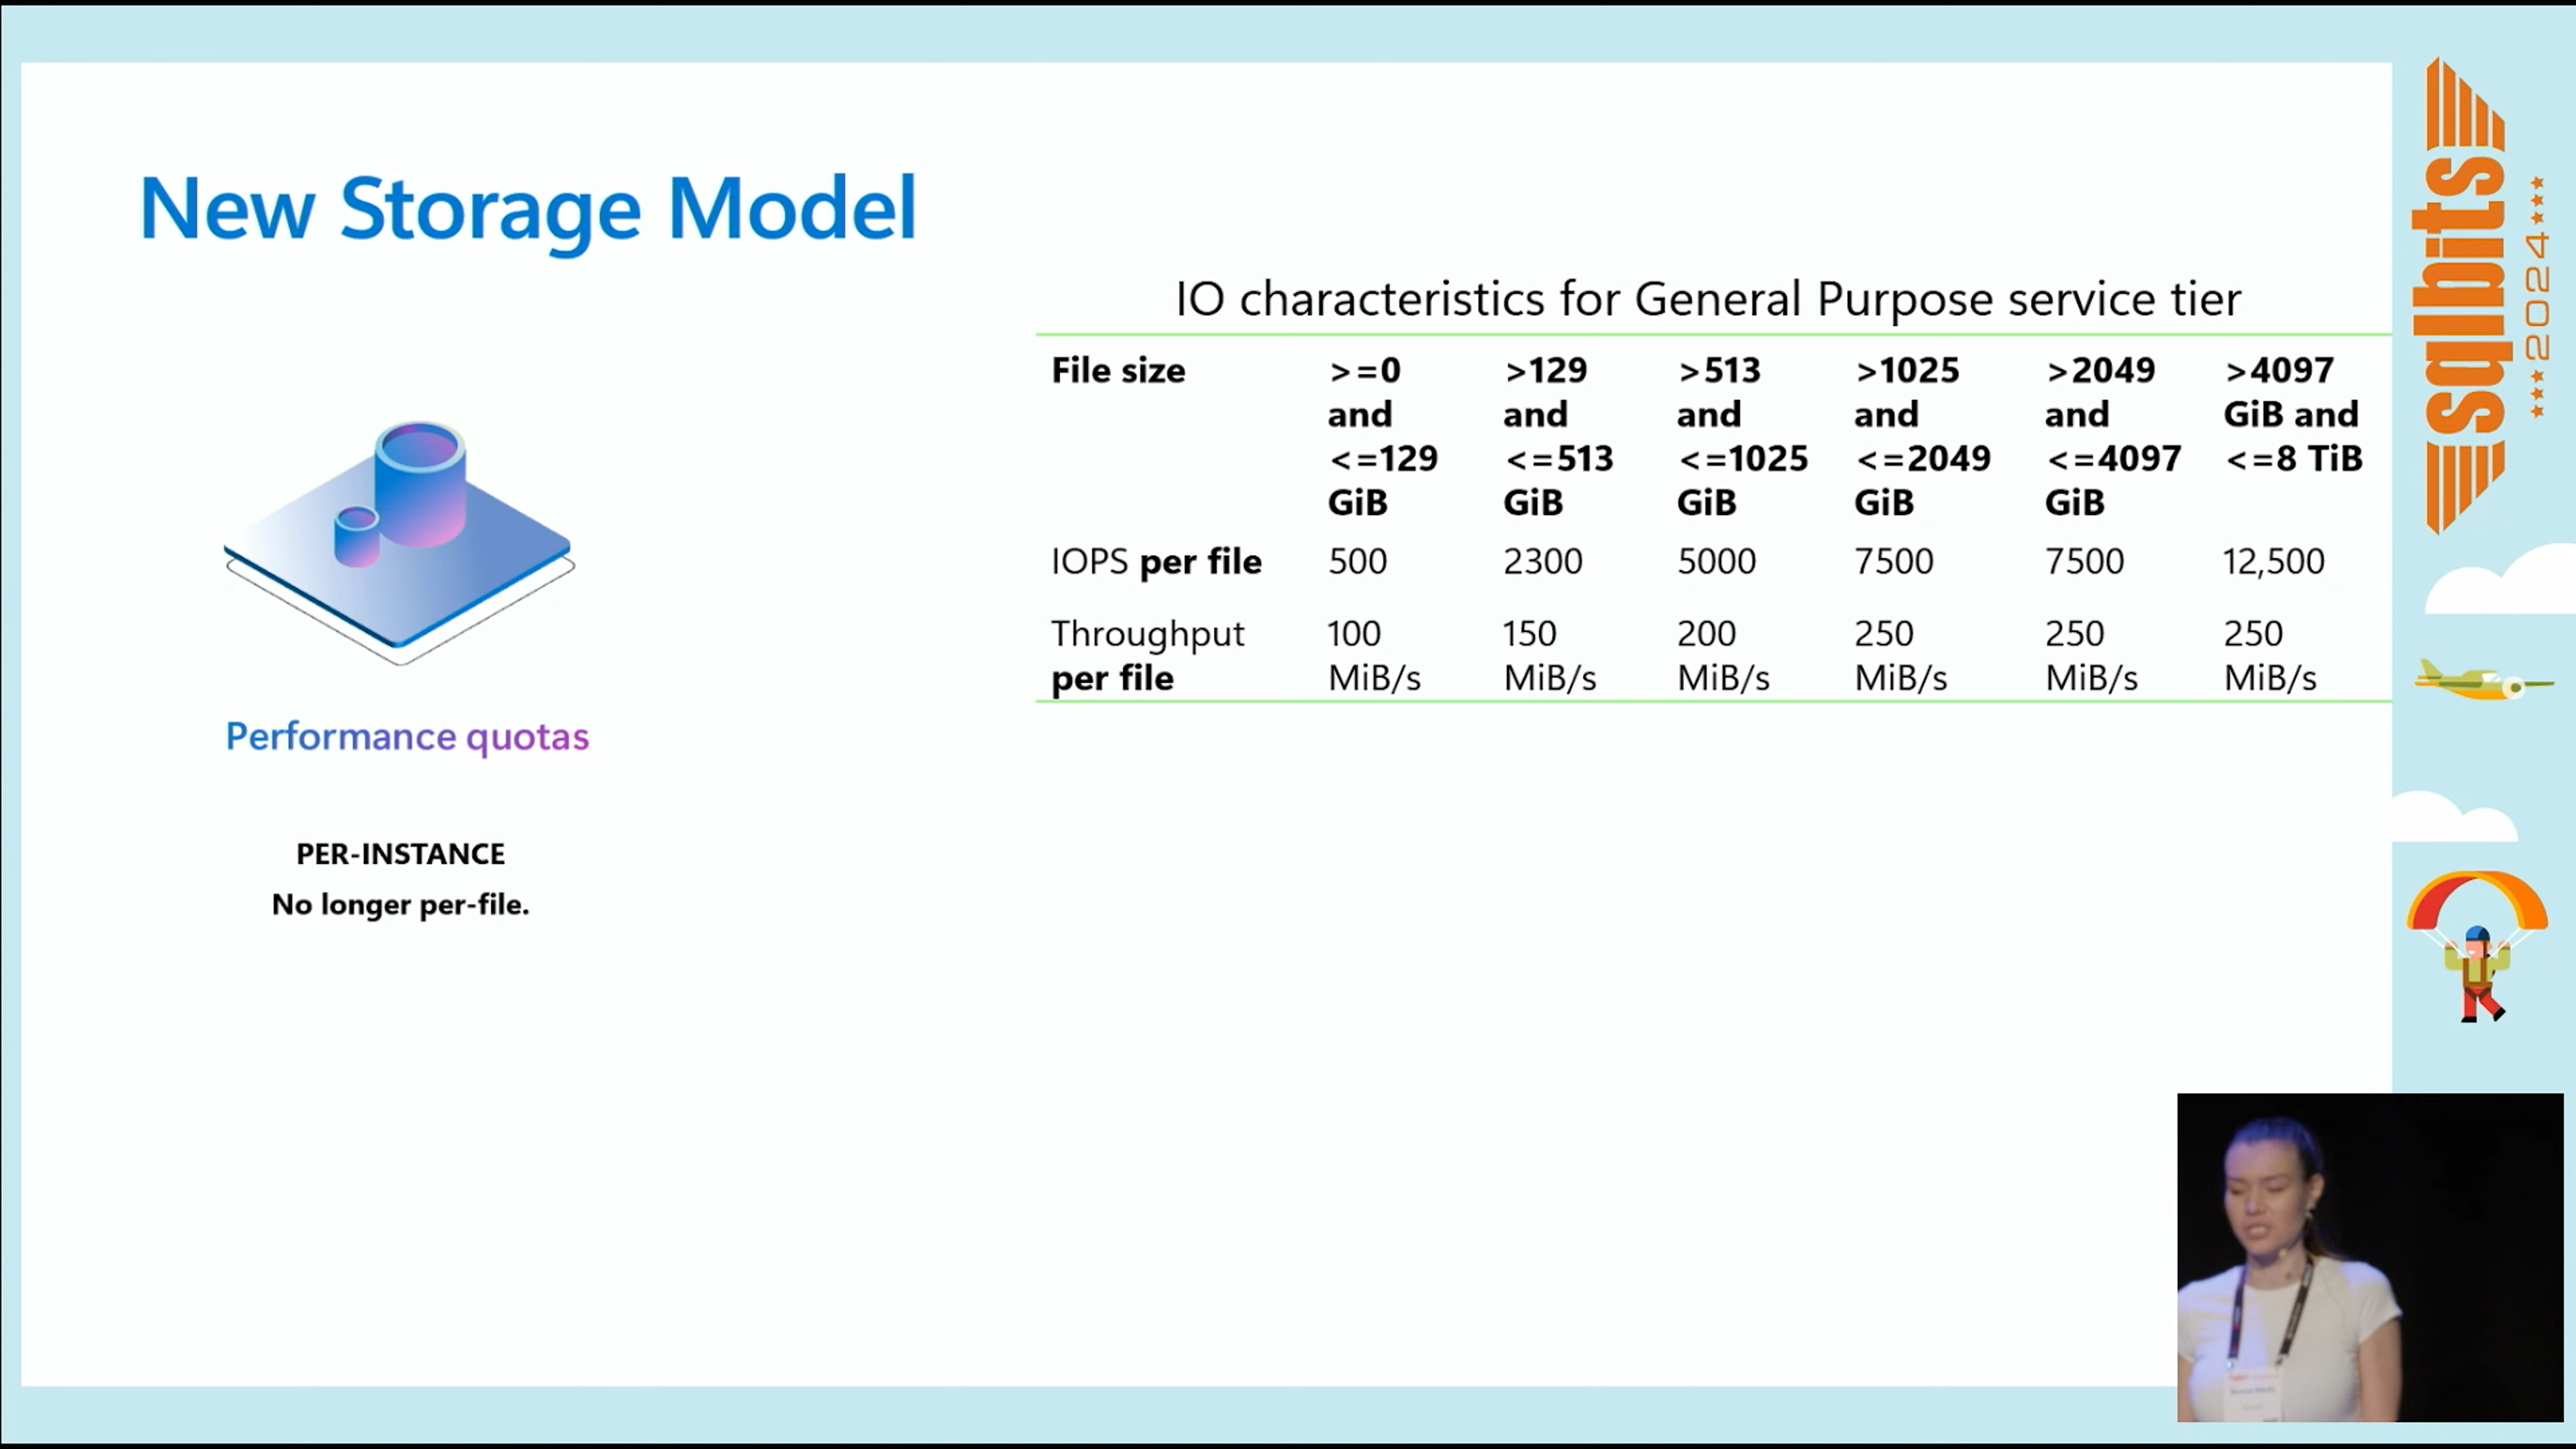 New Storage Model
IO characteristics for General Purpose service tier
File size >=0 >129 >513 >1025 >2049 >4097
and and and and and GiB and
<=129 <=513 <=1025 <=2049 <=4097 <=8 TiB
GiB GiB GiB GiB GiB
IOPS per file 500 2300 5000 7500 7500 12,500
Throughput 100 150 200 250 250 250
per file MiB/s MiB/s MiB/s MiB/s MiB/s MiB/s
Performance quotas
PER-INSTANCE
No longer per-file.
sqlbits
2024